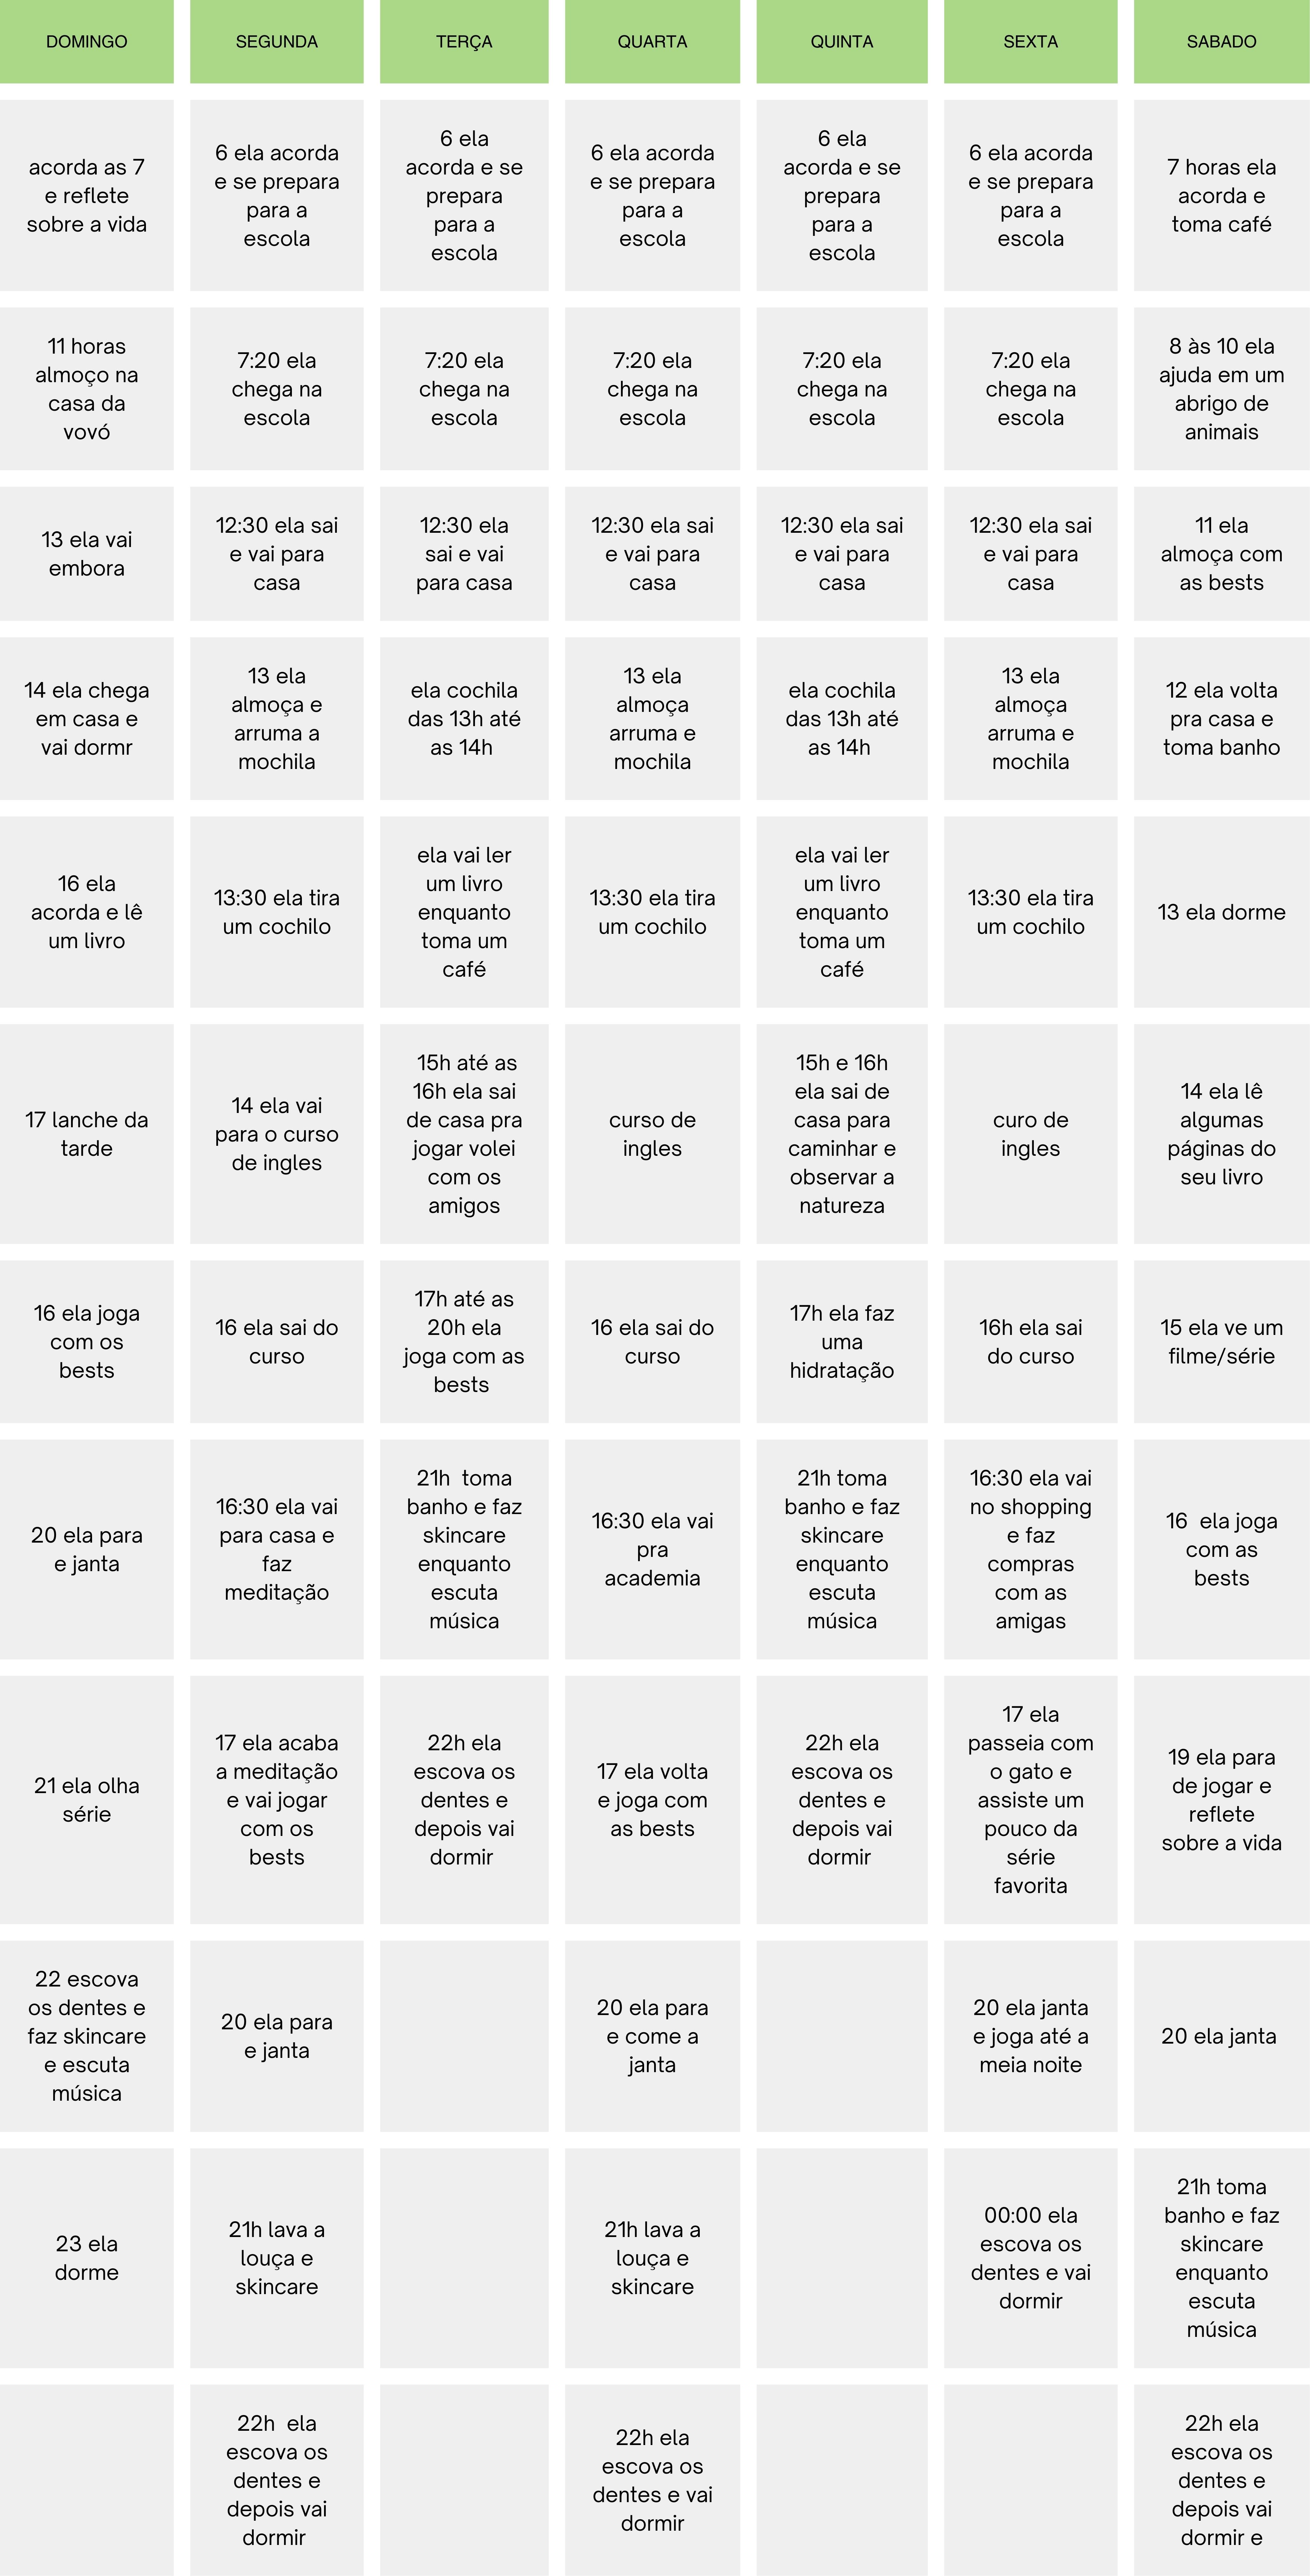 DOMINGO
SEGUNDA
TERÇA
QUARTA
QUINTA
SEXTA
SABADO
acorda as 7
e reflete
sobre a vida
6 ela acorda
e se prepara
para a
escola
6 ela
acorda e se
prepara
para a
escola
6 ela acorda
e se prepara
para a
escola
6 ela
acorda e se
prepara
para a
escola
6 ela acorda
e se prepara
para a
escola
7 horas ela
acorda e
toma café
11 horas
almoço na
casa da
vovó
7:20 ela
chega na
escola
7:20 ela
chega na
escola
7:20 ela
chega na
escola
7:20 ela
chega na
escola
7:20 ela
chega na
escola
8 às 10 ela
ajuda em um
abrigo de
animais
13 ela vai
embora
12:30 ela sai
e vai para
casa
12:30 ela
sai e vai
para casa
12:30 ela sai
e vai para
casa
12:30 ela sai
e vai para
casa
12:30 ela sai
e vai para
casa
11 ela
almoça com
as bests
14 ela chega
em casa e
vai dormr
13 ela
almoça e
arruma a
mochila
ela cochila
das 13h até
as 14h
13 ela
almoça
arruma e
mochila
ela cochila
das 13h até
as 14h
13 ela
almoça
arruma e
mochila
12 ela volta
pra casa e
toma banho
16 ela
acorda e lê
um livro
13:30 ela tira
um cochilo
ela vai ler
um livro
enquanto
toma um
café
13:30 ela tira
um cochilo
ela vai ler
um livro
enquanto
toma um
café
13:30 ela tira
um cochilo
13 ela dorme
17 lanche da
tarde
14 ela vai
para o curso
de ingles
15h até as
16h ela sai
de casa pra
jogar volei
com os
amigos
curso de
ingles
15h e 16h
ela sai de
casa para
caminhar e
observar a
natureza
curo de
ingles
14 ela lê
algumas
páginas do
seu livro
16 ela joga
com os
bests
16 ela sai do
curso
17h até as
20h ela
joga com as
bests
16 ela sai do
curso
17h ela faz
uma
hidratação
16h ela sai
do curso
15 ela ve um
filme/série
20 ela para
e janta
16:30 ela vai
para casa e
faz
meditação
21h  toma
banho e faz
skincare
enquanto
escuta
música
16:30 ela vai
pra
academia
21h toma
banho e faz
skincare
enquanto
escuta
música
16:30 ela vai
no shopping
e faz
compras
com as
amigas
16  ela joga
com as
bests
21 ela olha
série
17 ela acaba
a meditação
e vai jogar
com os
bests
22h ela
escova os
dentes e
depois vai
dormir
17 ela volta
e joga com
as bests
22h ela
escova os
dentes e
depois vai
dormir
17 ela
passeia com
o gato e
assiste um
pouco da
série
favorita
19 ela para
de jogar e
reflete
sobre a vida
22 escova
os dentes e
faz skincare
e escuta
música
20 ela para
e janta
20 ela para
e come a
janta
20 ela janta
e joga até a
meia noite
20 ela janta
23 ela
dorme
21h lava a
louça e
skincare
21h lava a
louça e
skincare
00:00 ela
escova os
dentes e vai
dormir
21h toma
banho e faz
skincare
enquanto
escuta
música
22h  ela
escova os
dentes e
depois vai
dormir
22h ela
escova os
dentes e vai
dormir
22h ela
escova os
dentes e
depois vai
dormir e